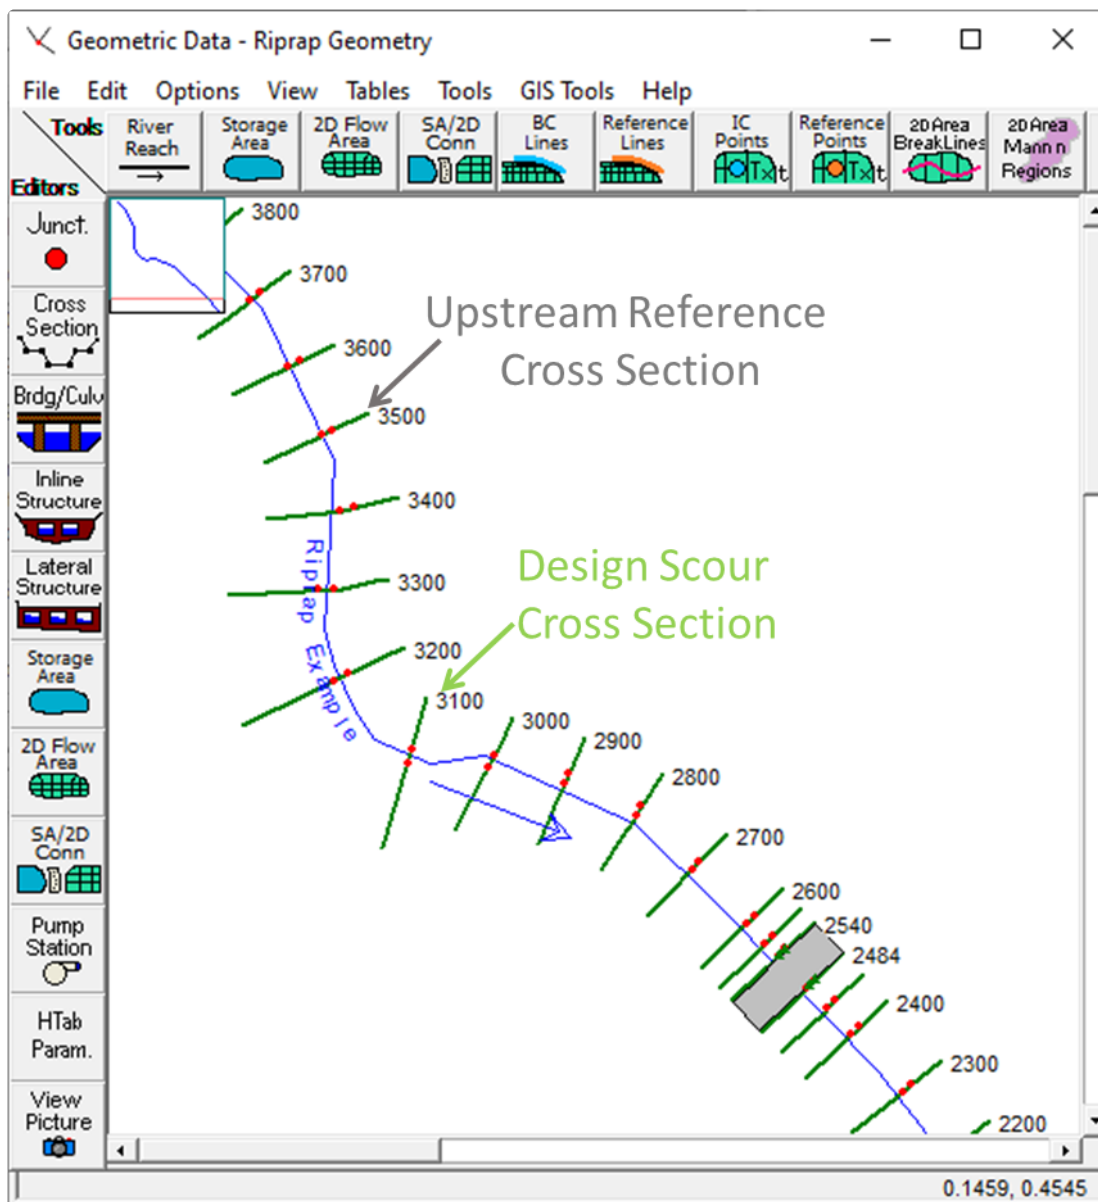 Geometric Data - Riprap Geometry
File Edit Options View Tables Tools GIS Tools Help
Tools
Editors
River
Reach
Storage
Area
2D Flow
Area
SA/2D
Conn
BC
Lines
Reference
Lines
IC
Points
Reference
Points
2D Area
BreakLines
2D Area
Mann n
Regions
Junct.
Cross
Section
Brdg/Culv
Inline
Structure
Lateral
Structure
Storage
Area
2D Flow
Area
SA/2D
Conn
Pump
Station
HTab
Param.
View
Picture
3800
3700
Upstream Reference
Cross Section
3600
3500
3400
Design Scour
Cross Section
3300
Riprap Example
3200
3100
3000
2900
2800
2700
2600
2540
2484
2400
2300
2200
0.1459, 0.4545